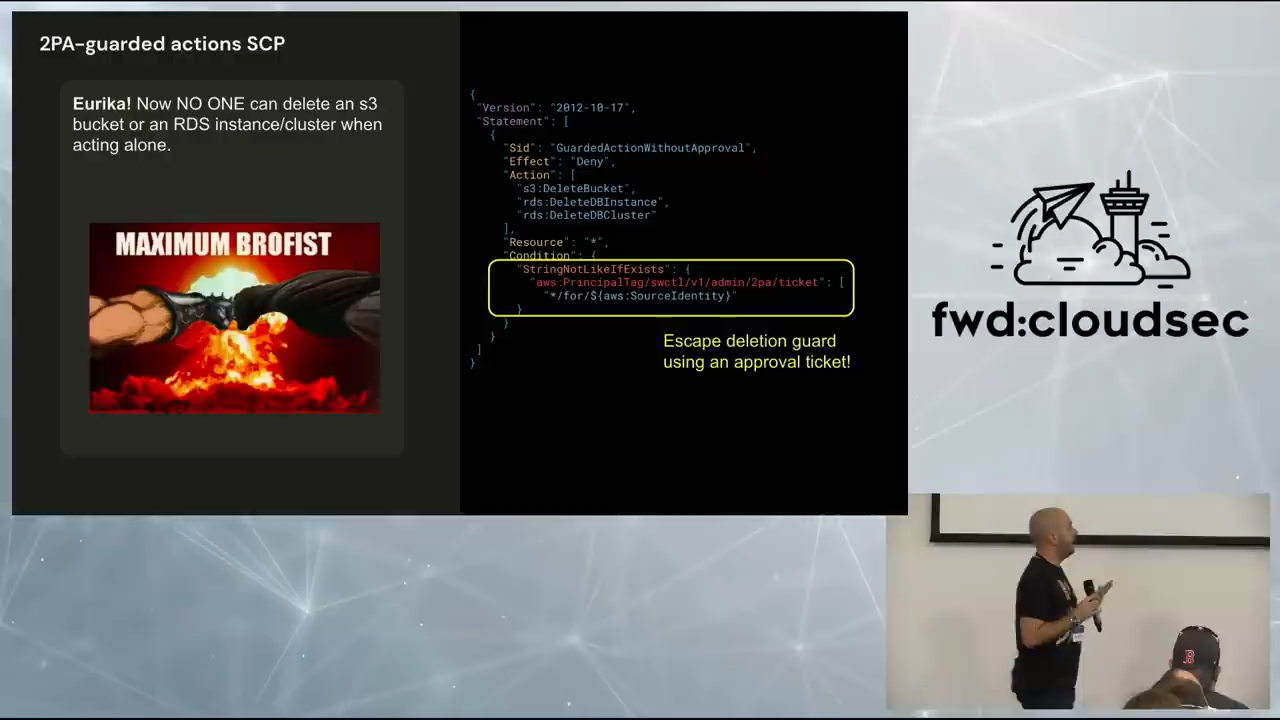 2PA-guarded actions SCP
Eurika! Now NO ONE can delete an s3
bucket or an RDS instance/cluster when
acting alone.
MAXIMUM BROFIST
{
"Version": "2012-10-17",
"Statement": [
{
"Sid": "GuardedActionWithoutApproval",
"Effect": "Deny",
"Action": [
"s3:DeleteBucket",
"rds:DeleteDBInstance",
"rds:DeleteDBCluster"
],
"Resource": "*",
"Condition": {
"StringNotLikeIfExists": {
"aws:PrincipalTag/swctl/v1/admin/2pa/ticket": [
"*/for/${aws:SourceIdentity}"
}
}
}
]
}
Escape deletion guard
using an approval ticket!
fwd:cloudsec
B